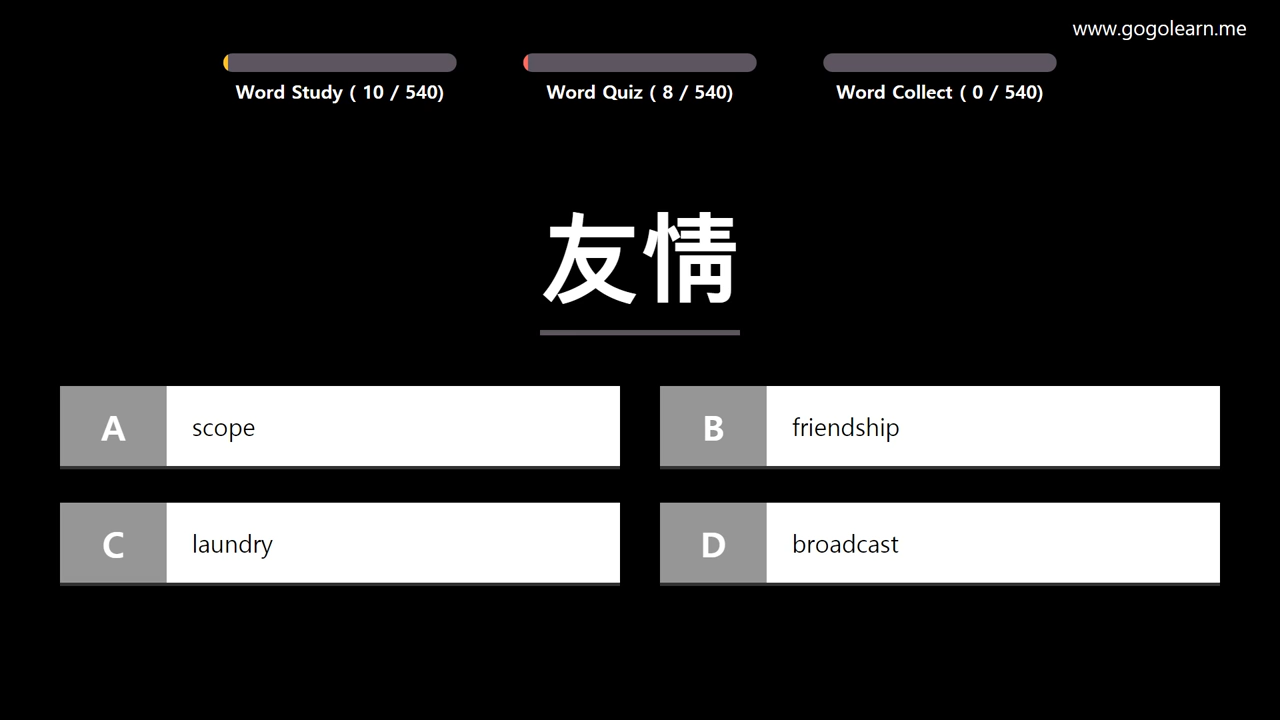 www.gogolearn.me
Word Study ( 10 / 540)
Word Quiz ( 8 / 540)
Word Collect ( 0 / 540)
友情
A scope
B friendship
C laundry
D broadcast